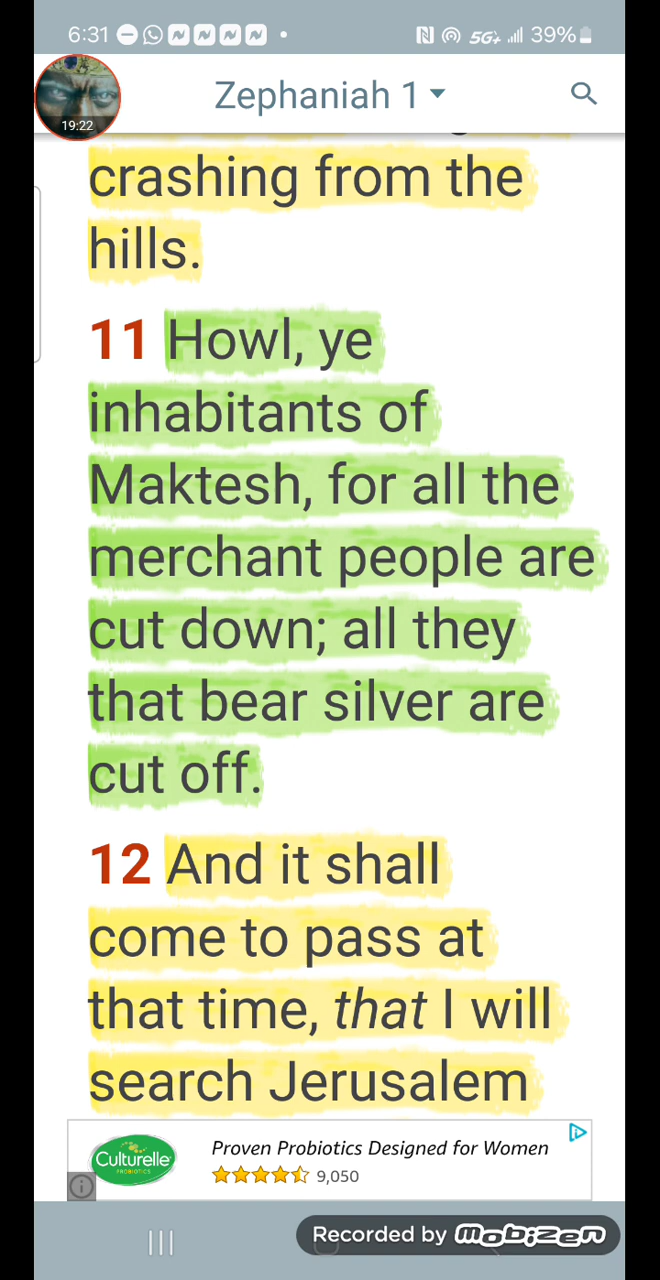 6:31 5G+ 39%
19:22
Zephaniah 1
crashing from the
hills.
11 Howl, ye
inhabitants of
Maktesh, for all the
merchant people are
cut down; all they
that bear silver are
cut off.
12 And it shall
come to pass at
that time, that I will
search Jerusalem
Culturelle
PROBIOTICS
Proven Probiotics Designed for Women
9,050
Recorded by mobizen